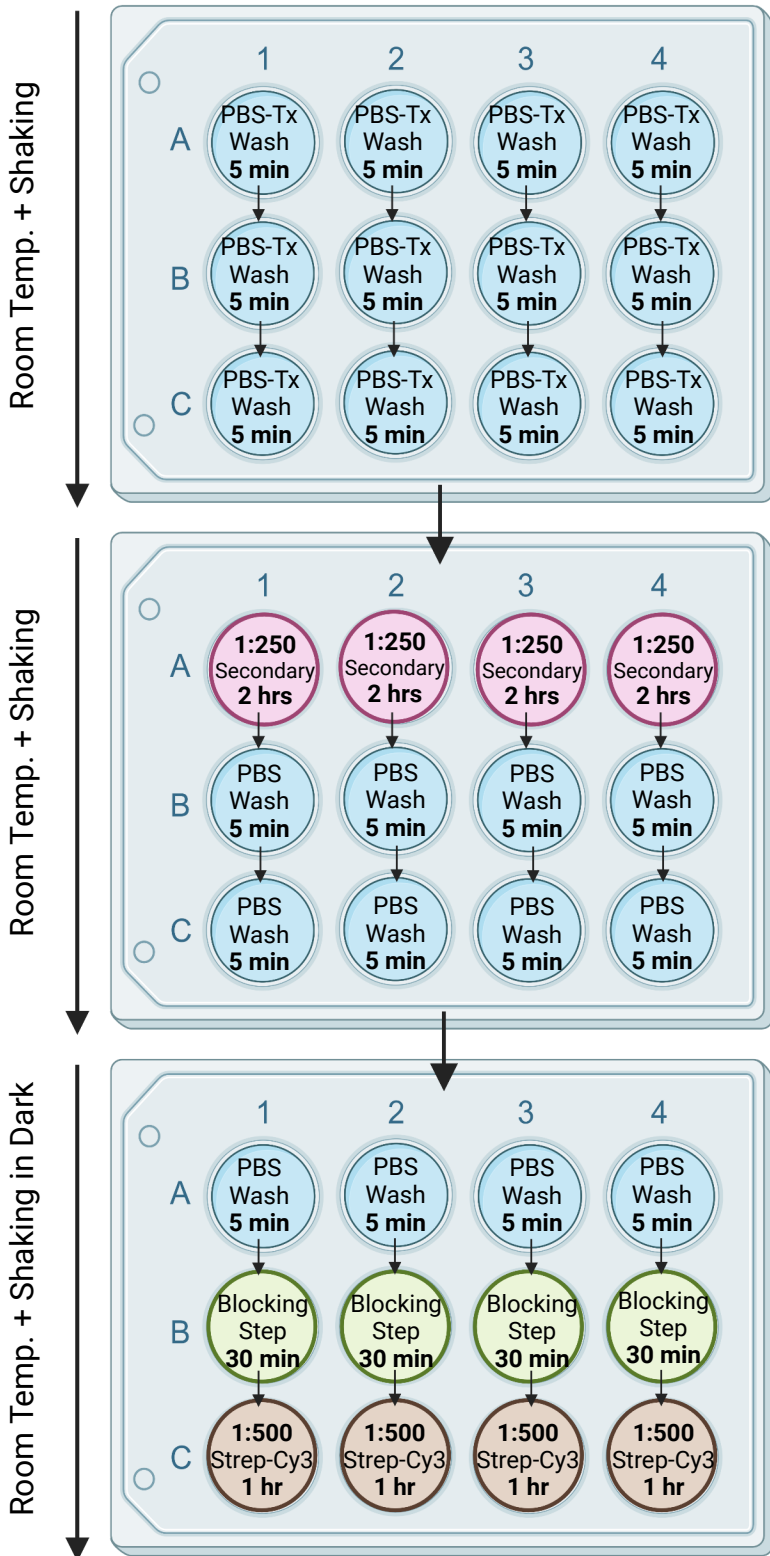 Room Temp. + Shaking
1 2 3 4
A
PBS-Tx PBS-Tx PBS-Tx PBS-Tx
Wash Wash Wash Wash
5 min 5 min 5 min 5 min
B
PBS-Tx PBS-Tx PBS-Tx PBS-Tx
Wash Wash Wash Wash
5 min 5 min 5 min 5 min
C
PBS-Tx PBS-Tx PBS-Tx PBS-Tx
Wash Wash Wash Wash
5 min 5 min 5 min 5 min
Room Temp. + Shaking
1 2 3 4
A
1:250 1:250 1:250 1:250
Secondary Secondary Secondary Secondary
2 hrs 2 hrs 2 hrs 2 hrs
B
PBS PBS PBS PBS
Wash Wash Wash Wash
5 min 5 min 5 min 5 min
C
PBS PBS PBS PBS
Wash Wash Wash Wash
5 min 5 min 5 min 5 min
Room Temp. + Shaking in Dark
1 2 3 4
A
PBS PBS PBS PBS
Wash Wash Wash Wash
5 min 5 min 5 min 5 min
B
Blocking Blocking Blocking Blocking
Step Step Step Step
30 min 30 min 30 min 30 min
C
1:500 1:500 1:500 1:500
Strep-Cy3 Strep-Cy3 Strep-Cy3 Strep-Cy3
1 hr 1 hr 1 hr 1 hr